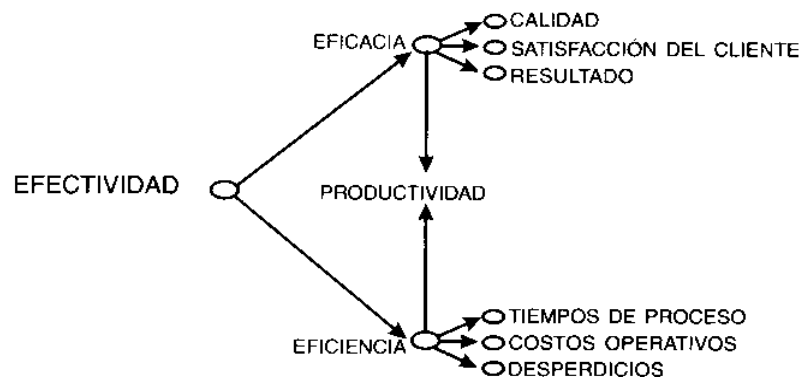 CALIDAD
EFICACIA
SATISFACCIÓN DEL CLIENTE
RESULTADO
EFECTIVIDAD
PRODUCTIVIDAD
TIEMPOS DE PROCESO
EFICIENCIA
COSTOS OPERATIVOS
DESPERDICIOS